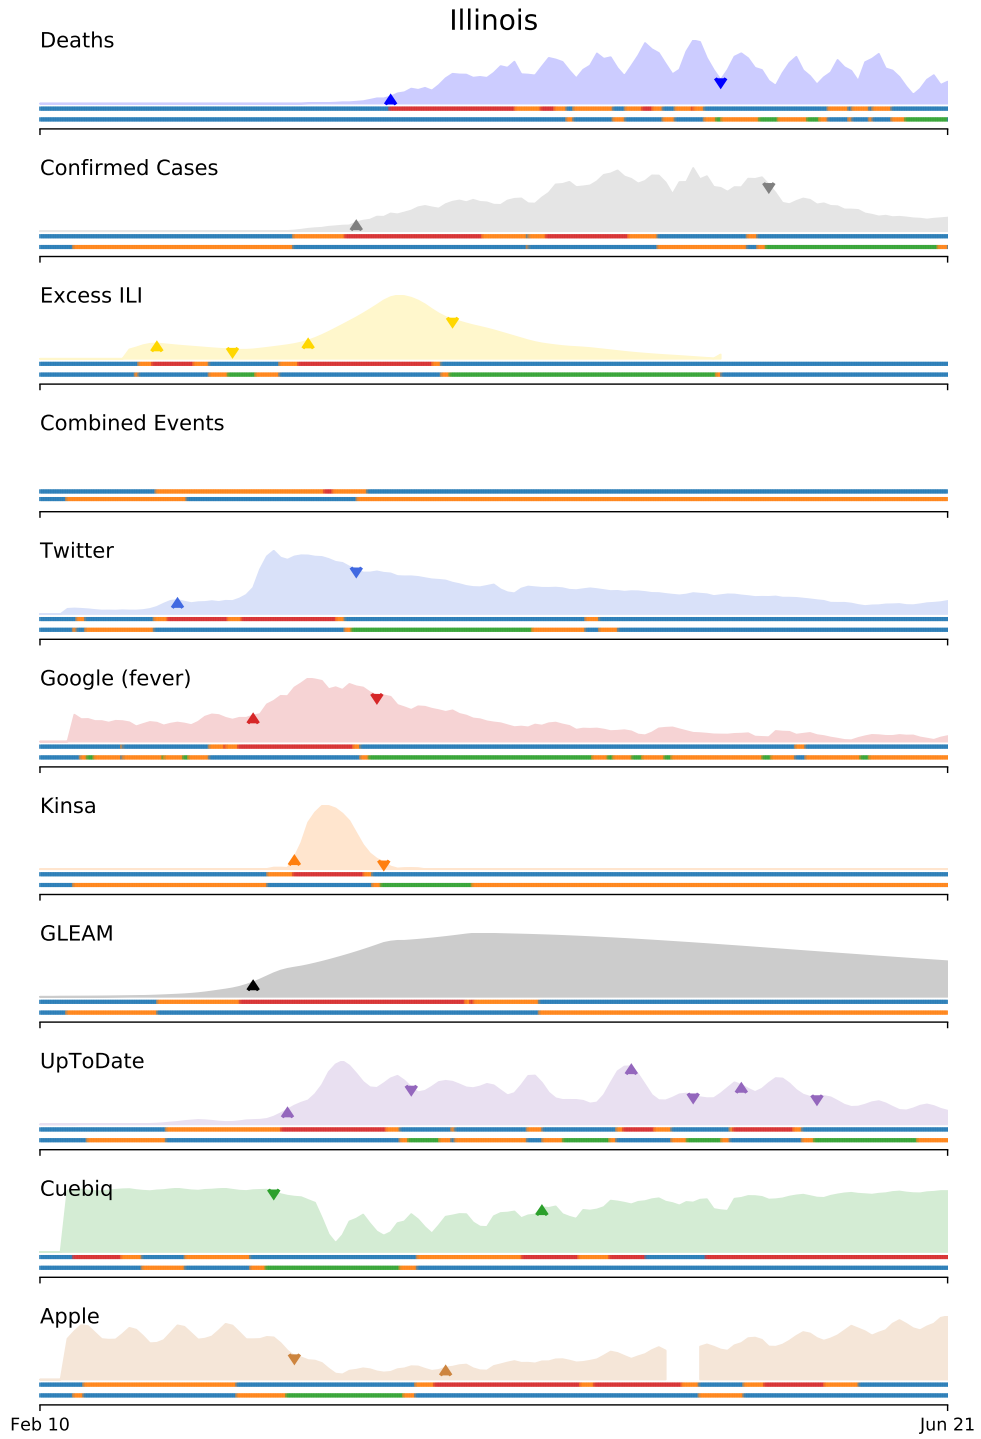 Illinois
Deaths
Confirmed Cases
Excess ILI
Combined Events
Twitter
Google (fever)
Kinsa
GLEAM
UpToDate
Cuebiq
Apple
Feb 10
Jun 21